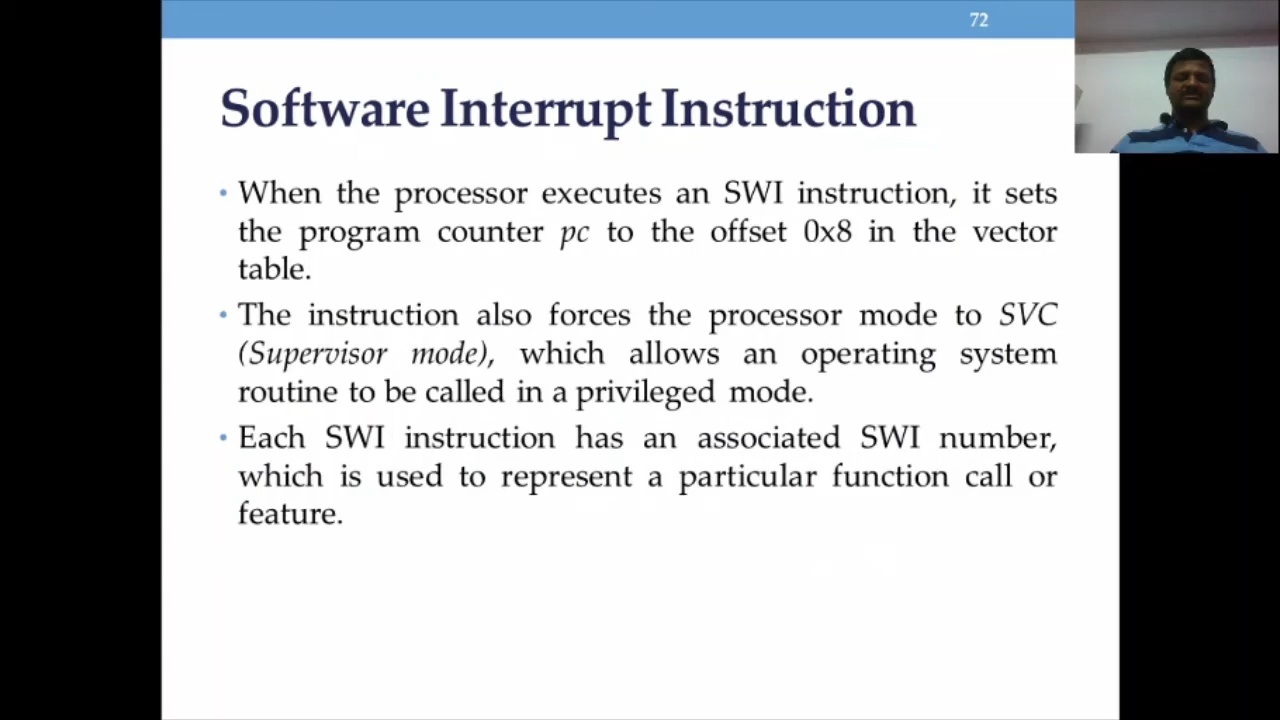 72
Software Interrupt Instruction
• When the processor executes an SWI instruction, it sets
the program counter pc to the offset 0x8 in the vector
table.
• The instruction also forces the processor mode to SVC
(Supervisor mode), which allows an operating system
routine to be called in a privileged mode.
• Each SWI instruction has an associated SWI number,
which is used to represent a particular function call or
feature.